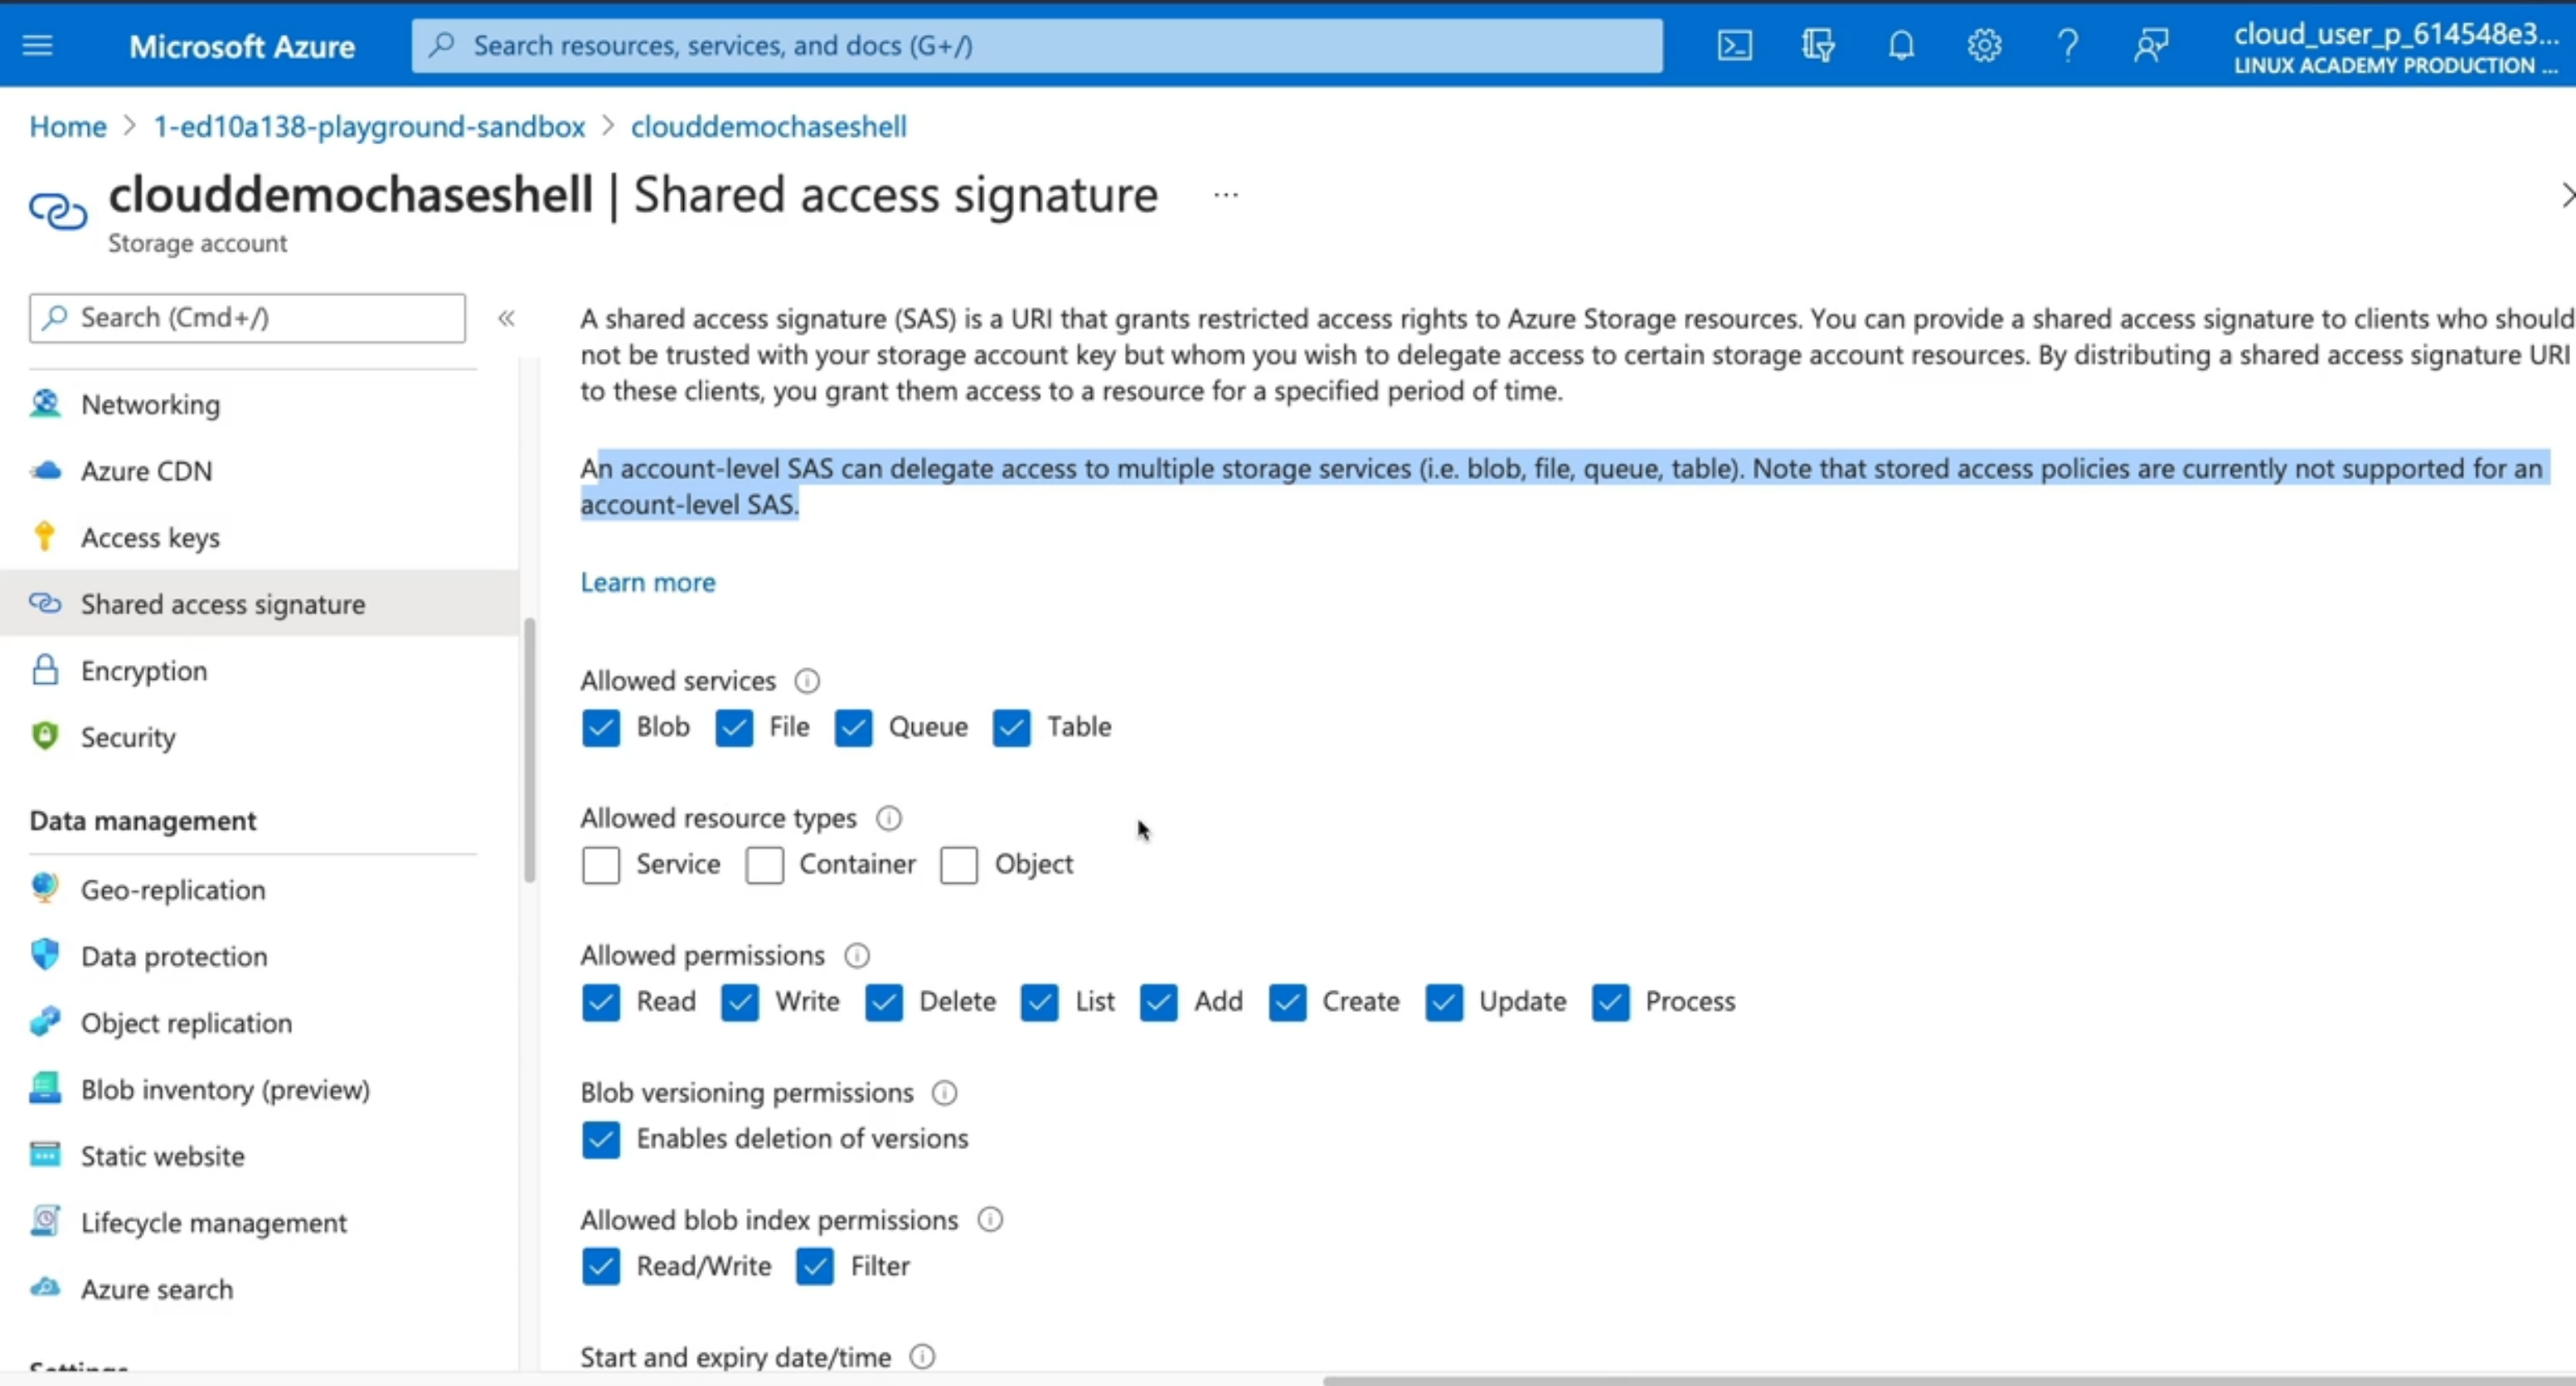 Microsoft Azure
Search resources, services, and docs (G+/)
cloud_user_p_614548e3...
LINUX ACADEMY PRODUCTION ...
Home > 1-ed10a138-playground-sandbox > clouddemochaseshell
clouddemochaseshell | Shared access signature ...
Storage account
Search (Cmd+/)
Networking
Azure CDN
Access keys
Shared access signature
Encryption
Security
Data management
Geo-replication
Data protection
Object replication
Blob inventory (preview)
Static website
Lifecycle management
Azure search
Settings
A shared access signature (SAS) is a URI that grants restricted access rights to Azure Storage resources. You can provide a shared access signature to clients who should
not be trusted with your storage account key but whom you wish to delegate access to certain storage account resources. By distributing a shared access signature URI
to these clients, you grant them access to a resource for a specified period of time.
An account-level SAS can delegate access to multiple storage services (i.e. blob, file, queue, table). Note that stored access policies are currently not supported for an
account-level SAS.
Learn more
Allowed services
Blob File Queue Table
Allowed resource types
Service Container Object
Allowed permissions
Read Write Delete List Add Create Update Process
Blob versioning permissions
Enables deletion of versions
Allowed blob index permissions
Read/Write Filter
Start and expiry date/time